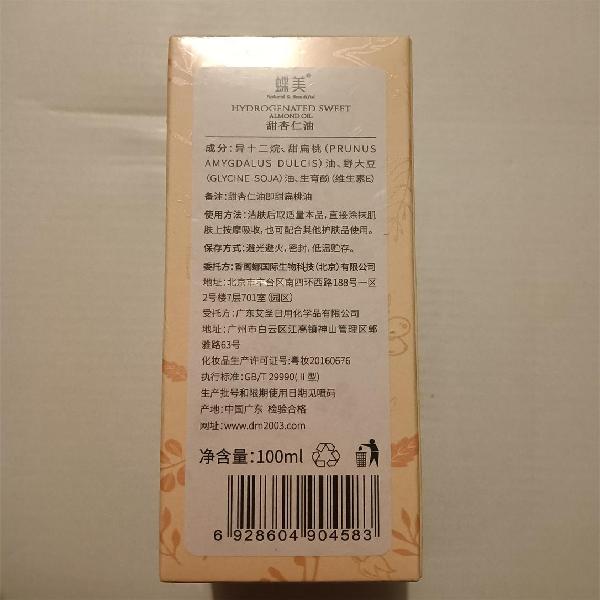 蝶美®
Natural & Beautiful
HYDROGENATED SWEET
ALMOND OIL
甜杏仁油
成分:异十二烷、甜扁桃(PRUNUS
AMYGDALUS DULCIS)油、野大豆
(GLYCINE SOJA)油、生育酚(维生素E)
备注:甜杏仁油即甜扁桃油
使用方法:洁肤后取适量本品,直接涂抹肌
肤上按摩吸收,也可配合其他护肤品使用。
保存方式:避光避火,密封,低温贮存。
委托方:香阁娜国际生物科技(北京)有限公司
地址:北京市丰台区南四环西路188号一区
2号楼7层701室(园区)
受托方:广东艾圣日用化学品有限公司
地址:广州市白云区江高镇神山管理区郭
雅路63号
化妆品生产许可证号:粤妆20160676
执行标准:GB/T 29990(Ⅱ型)
生产批号和限期使用日期见喷码
产地:中国广东 检验合格
网址:www.dm2003.com
净含量:100ml
6 928604 904583